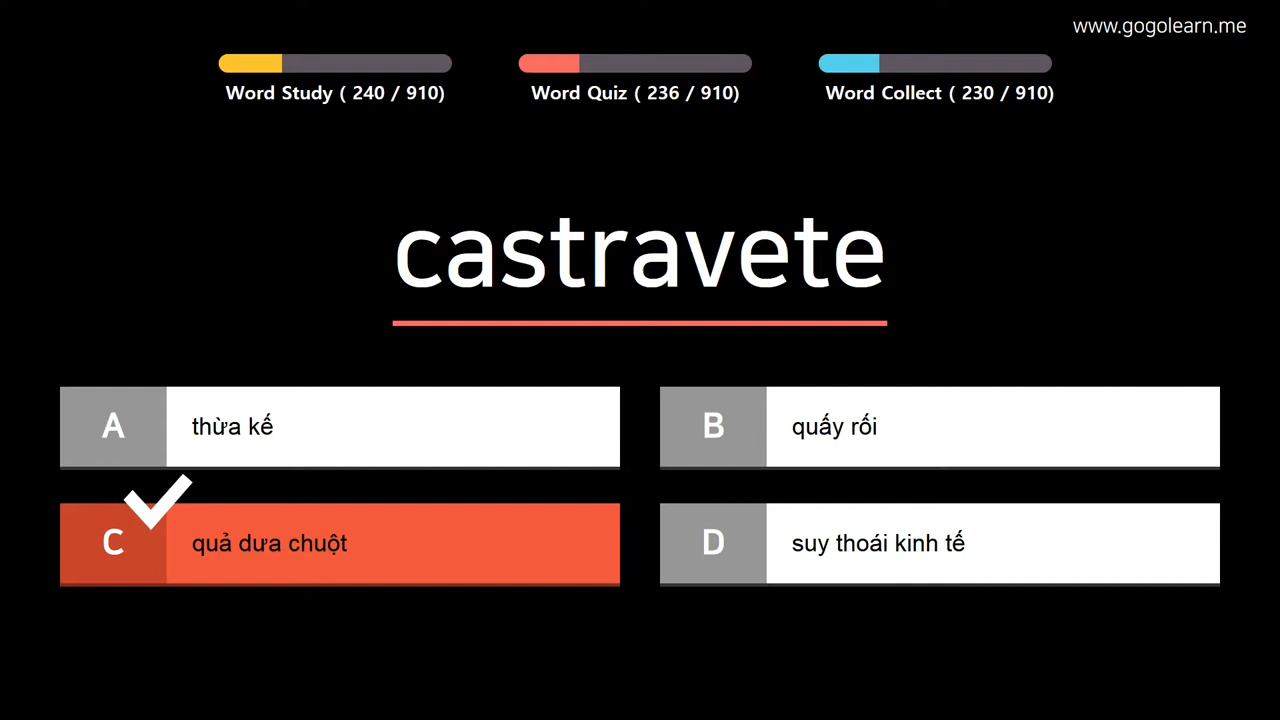 www.gogolearn.me
Word Study ( 240 / 910)
Word Quiz ( 236 / 910)
Word Collect ( 230 / 910)
castravete
A thừa kế
B quấy rối
C quả dưa chuột
D suy thoái kinh tế